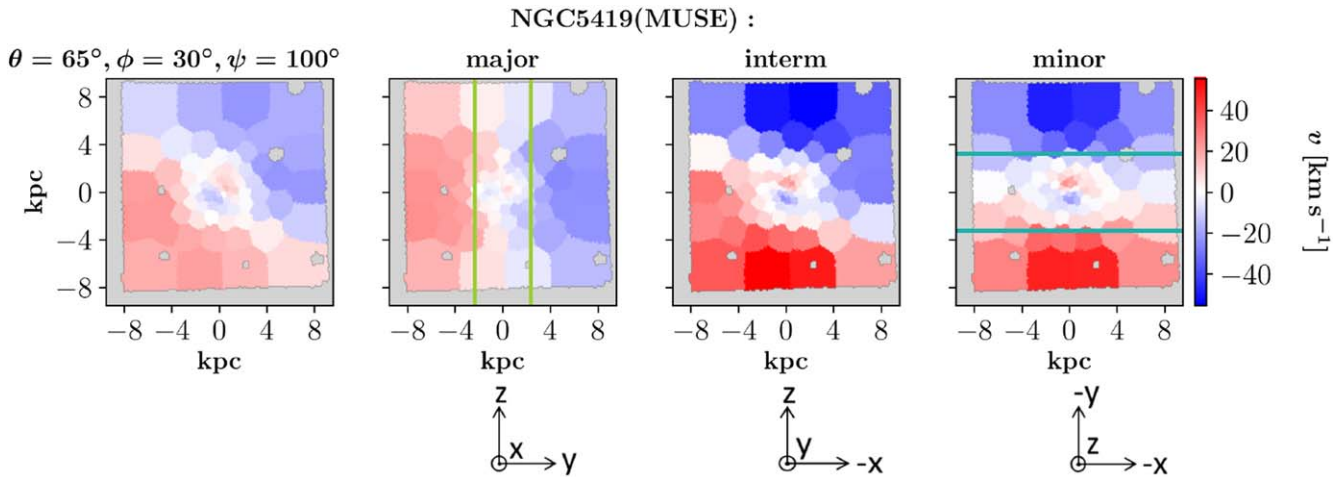 NGC5419(MUSE) :
θ = 65°, ϕ = 30°, ψ = 100°
major
interm
minor
8
4
0
−4
−8
kpc
−8 −4 0 4 8
−8 −4 0 4 8
−8 −4 0 4 8
−8 −4 0 4 8
kpc
kpc
kpc
kpc
40
20
0
−20
−40
v [km s⁻¹]
z
x
y
z
y
-x
-y
z
-x